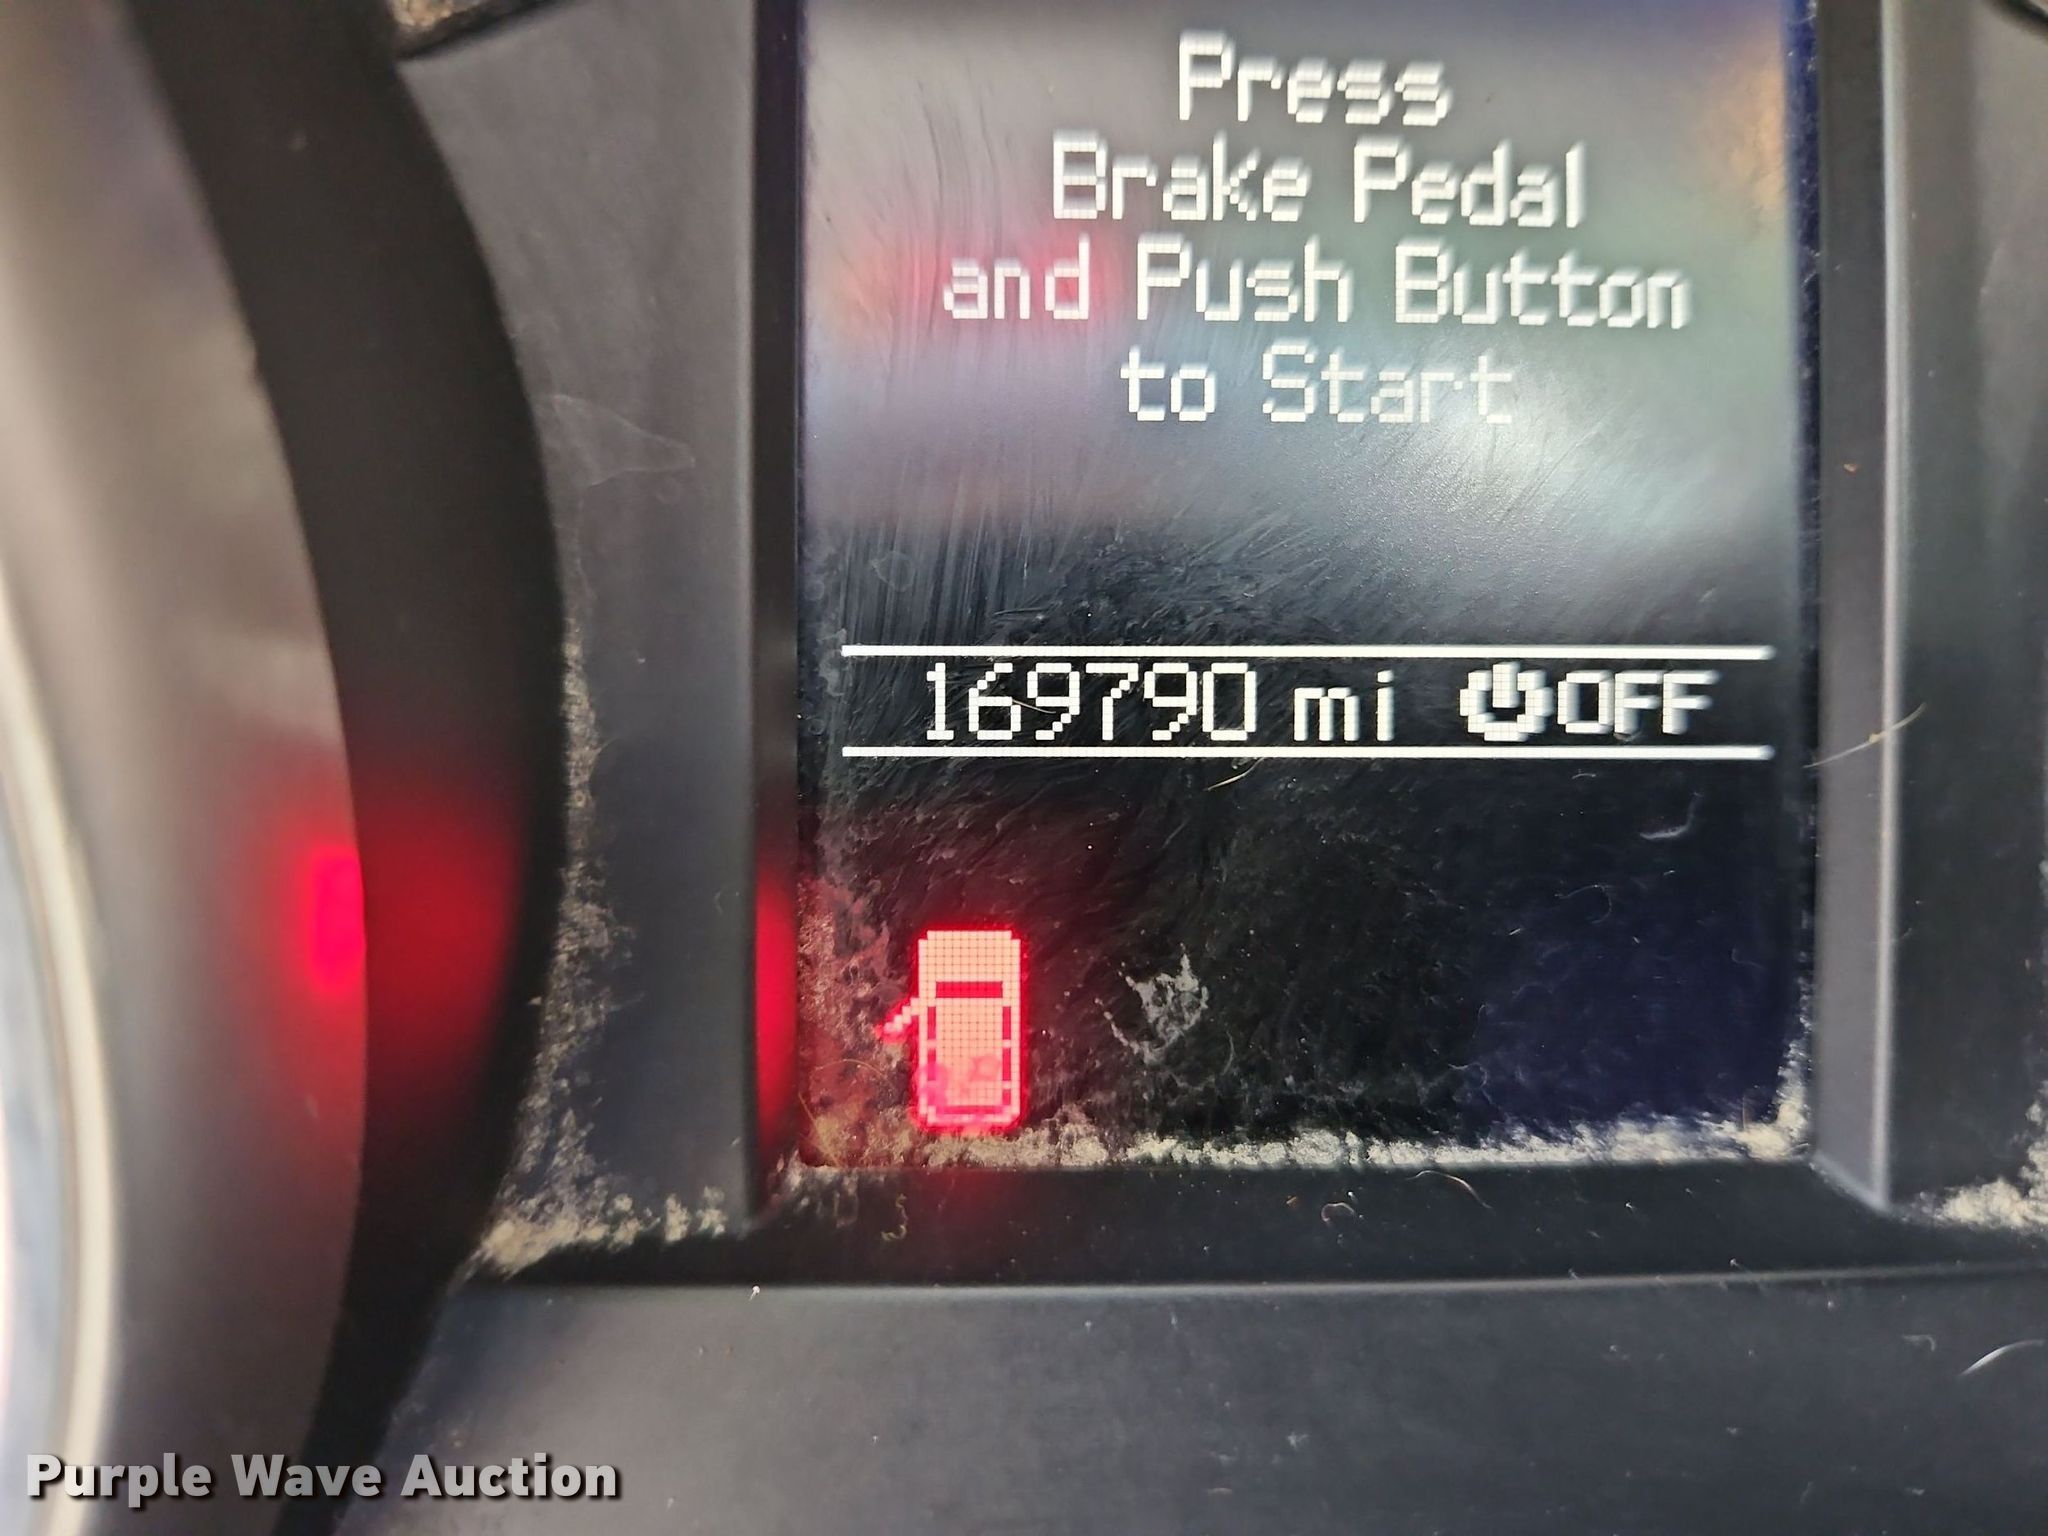 Press
Brake Pedal
and Push Button
to Start
169790 mi OFF
Purple Wave Auction